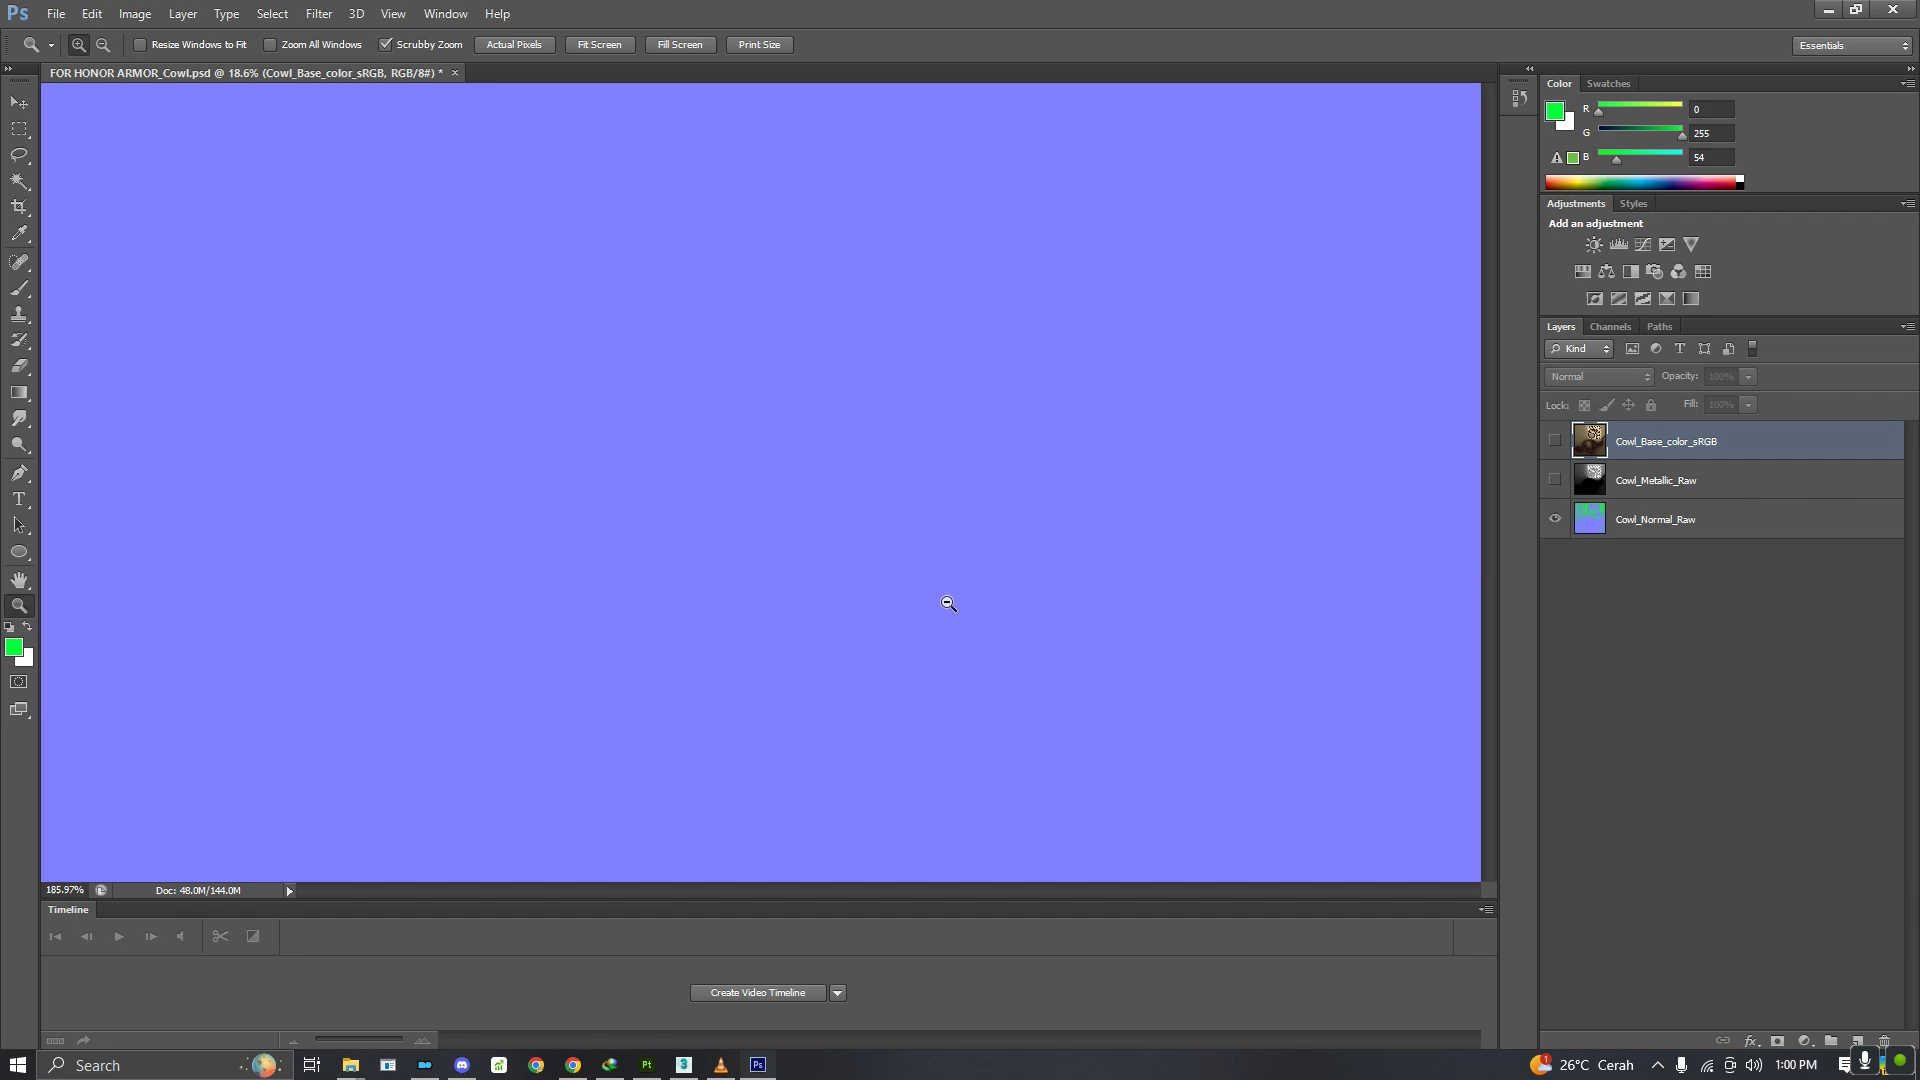 Ps File Edit Image Layer Type Select Filter 3D View Window Help
Resize Windows to Fit Zoom All Windows Scrubby Zoom Actual Pixels Fit Screen Fill Screen Print Size Essentials
FOR HONOR ARMOR_Cowl.psd @ 18.6% (Cowl_Base_color_sRGB, RGB/8#) * ×
Color Swatches
R 0
G 255
B 54
Adjustments Styles
Add an adjustment
Layers Channels Paths
Kind
Normal Opacity: 100%
Lock: Fill: 100%
Cowl_Base_color_sRGB
Cowl_Metallic_Raw
Cowl_Normal_Raw
185.97% Doc: 48.0M/144.0M
Timeline
Create Video Timeline
Search Pt 3 Ps 1 26°C Cerah 1:00 PM